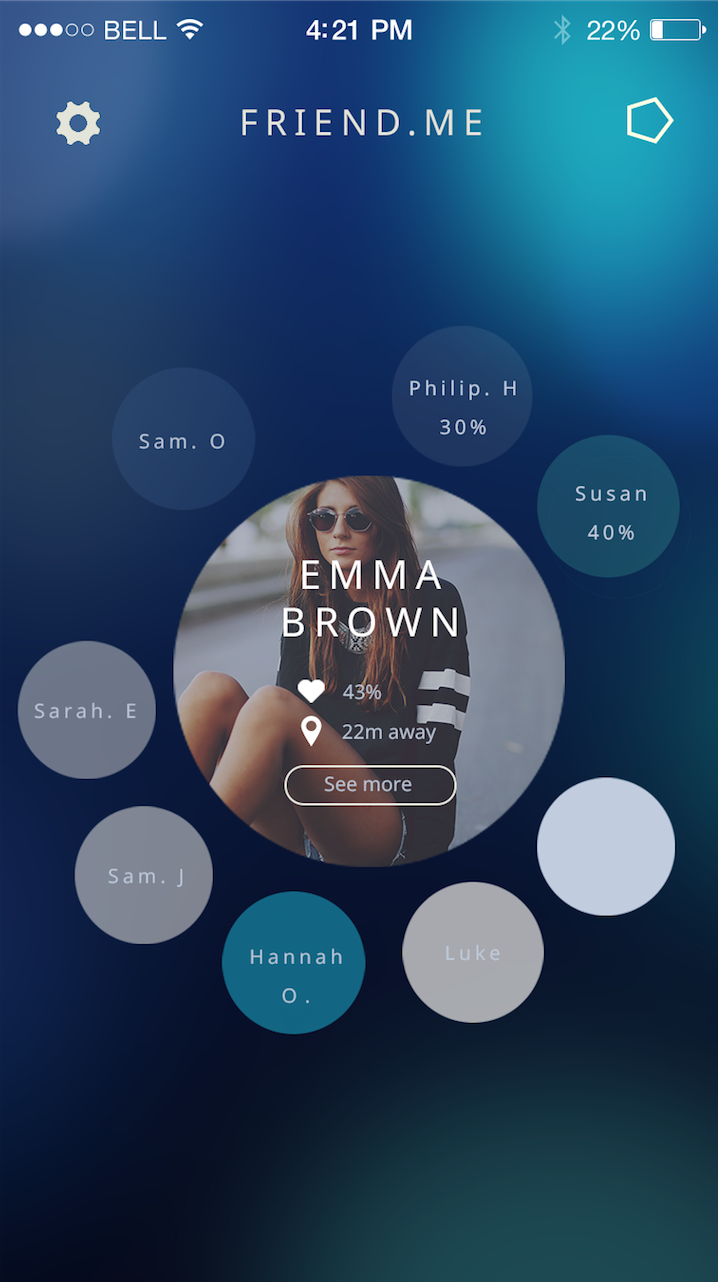 BELL 4:21 PM 22%
FRIEND.ME
Philip. H
30%
Sam. O
Susan
40%
EMMA
BROWN
43%
22m away
See more
Sarah. E
Sam. J
Hannah
O .
Luke